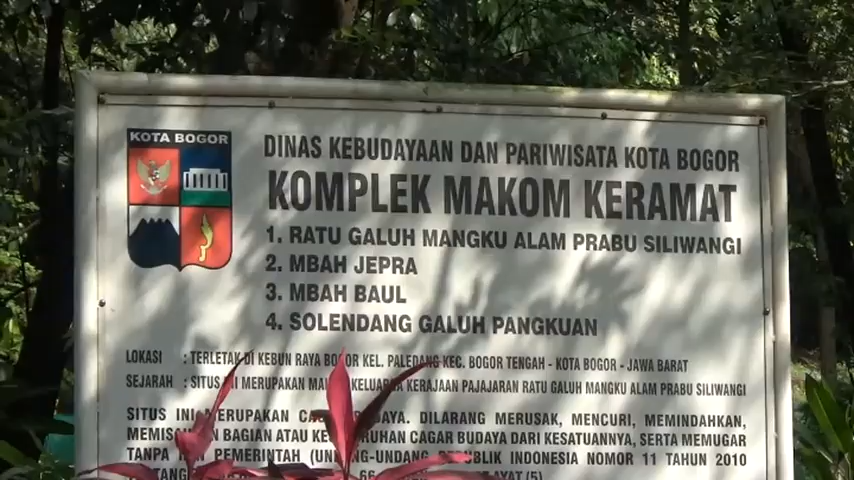 KOTA BOGOR
DINAS KEBUDAYAAN DAN PARIWISATA KOTA BOGOR
KOMPLEK MAKOM KERAMAT
1. RATU GALUH MANGKU ALAM PRABU SILIWANGI
2. MBAH JEPRA
3. MBAH BAUL
4. SOLENDANG GALUH PANGKUAN
LOKASI : TERLETAK DI KEBUN RAYA BOGOR KEL. PALEDANG KEC. BOGOR TENGAH - KOTA BOGOR - JAWA BARAT
SEJARAH : SITUS INI MERUPAKAN KELUARGA KERAJAAN PAJAJARAN RATU GALUH MANGKU ALAM PRABU SILIWANGI
SITUS INI MERUPAKAN CAGAR BUDAYA. DILARANG MERUSAK, MENCURI, MEMINDAHKAN,
MEMISAHKAN BAGIAN ATAU KESELURUHAN CAGAR BUDAYA DARI KESATUANNYA, SERTA MEMUGAR
TANPA PEMERINTAH (UNDANG-UNDANG REPUBLIK INDONESIA NOMOR 11 TAHUN 2010
66 AYAT (5)